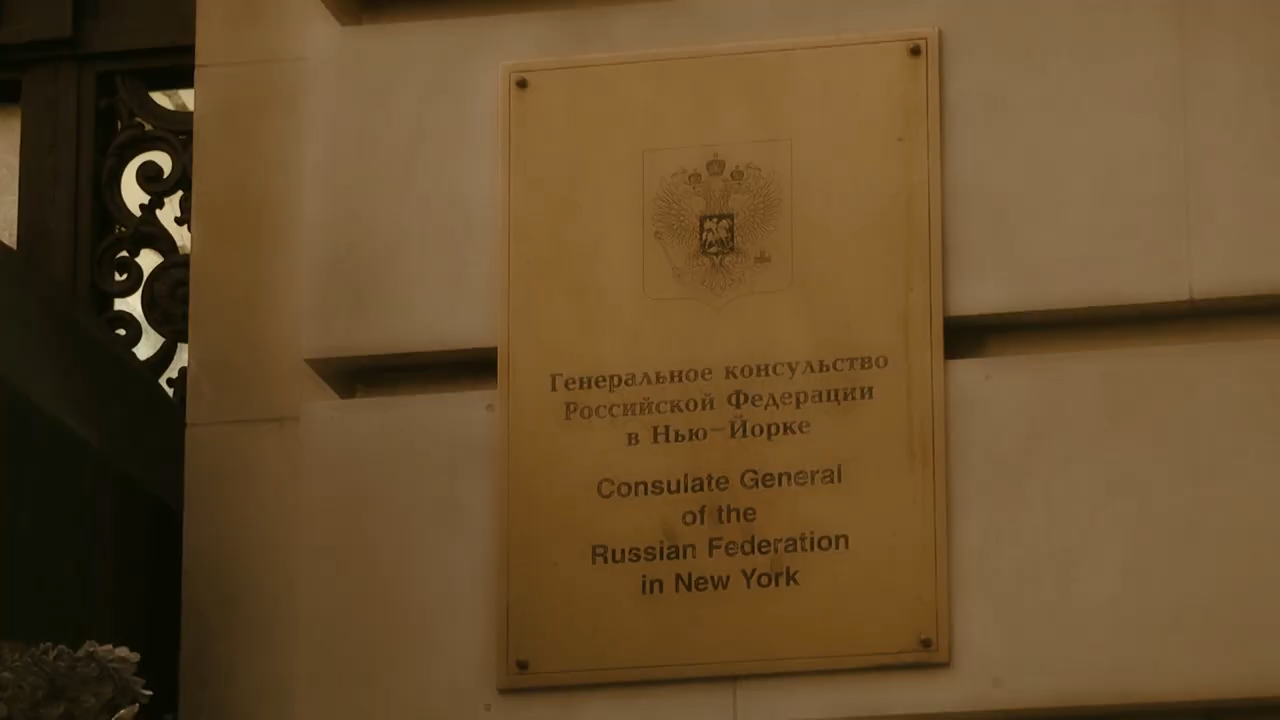 Генеральное консульство
Российской Федерации
в Нью-Йорке
Consulate General
of the
Russian Federation
in New York